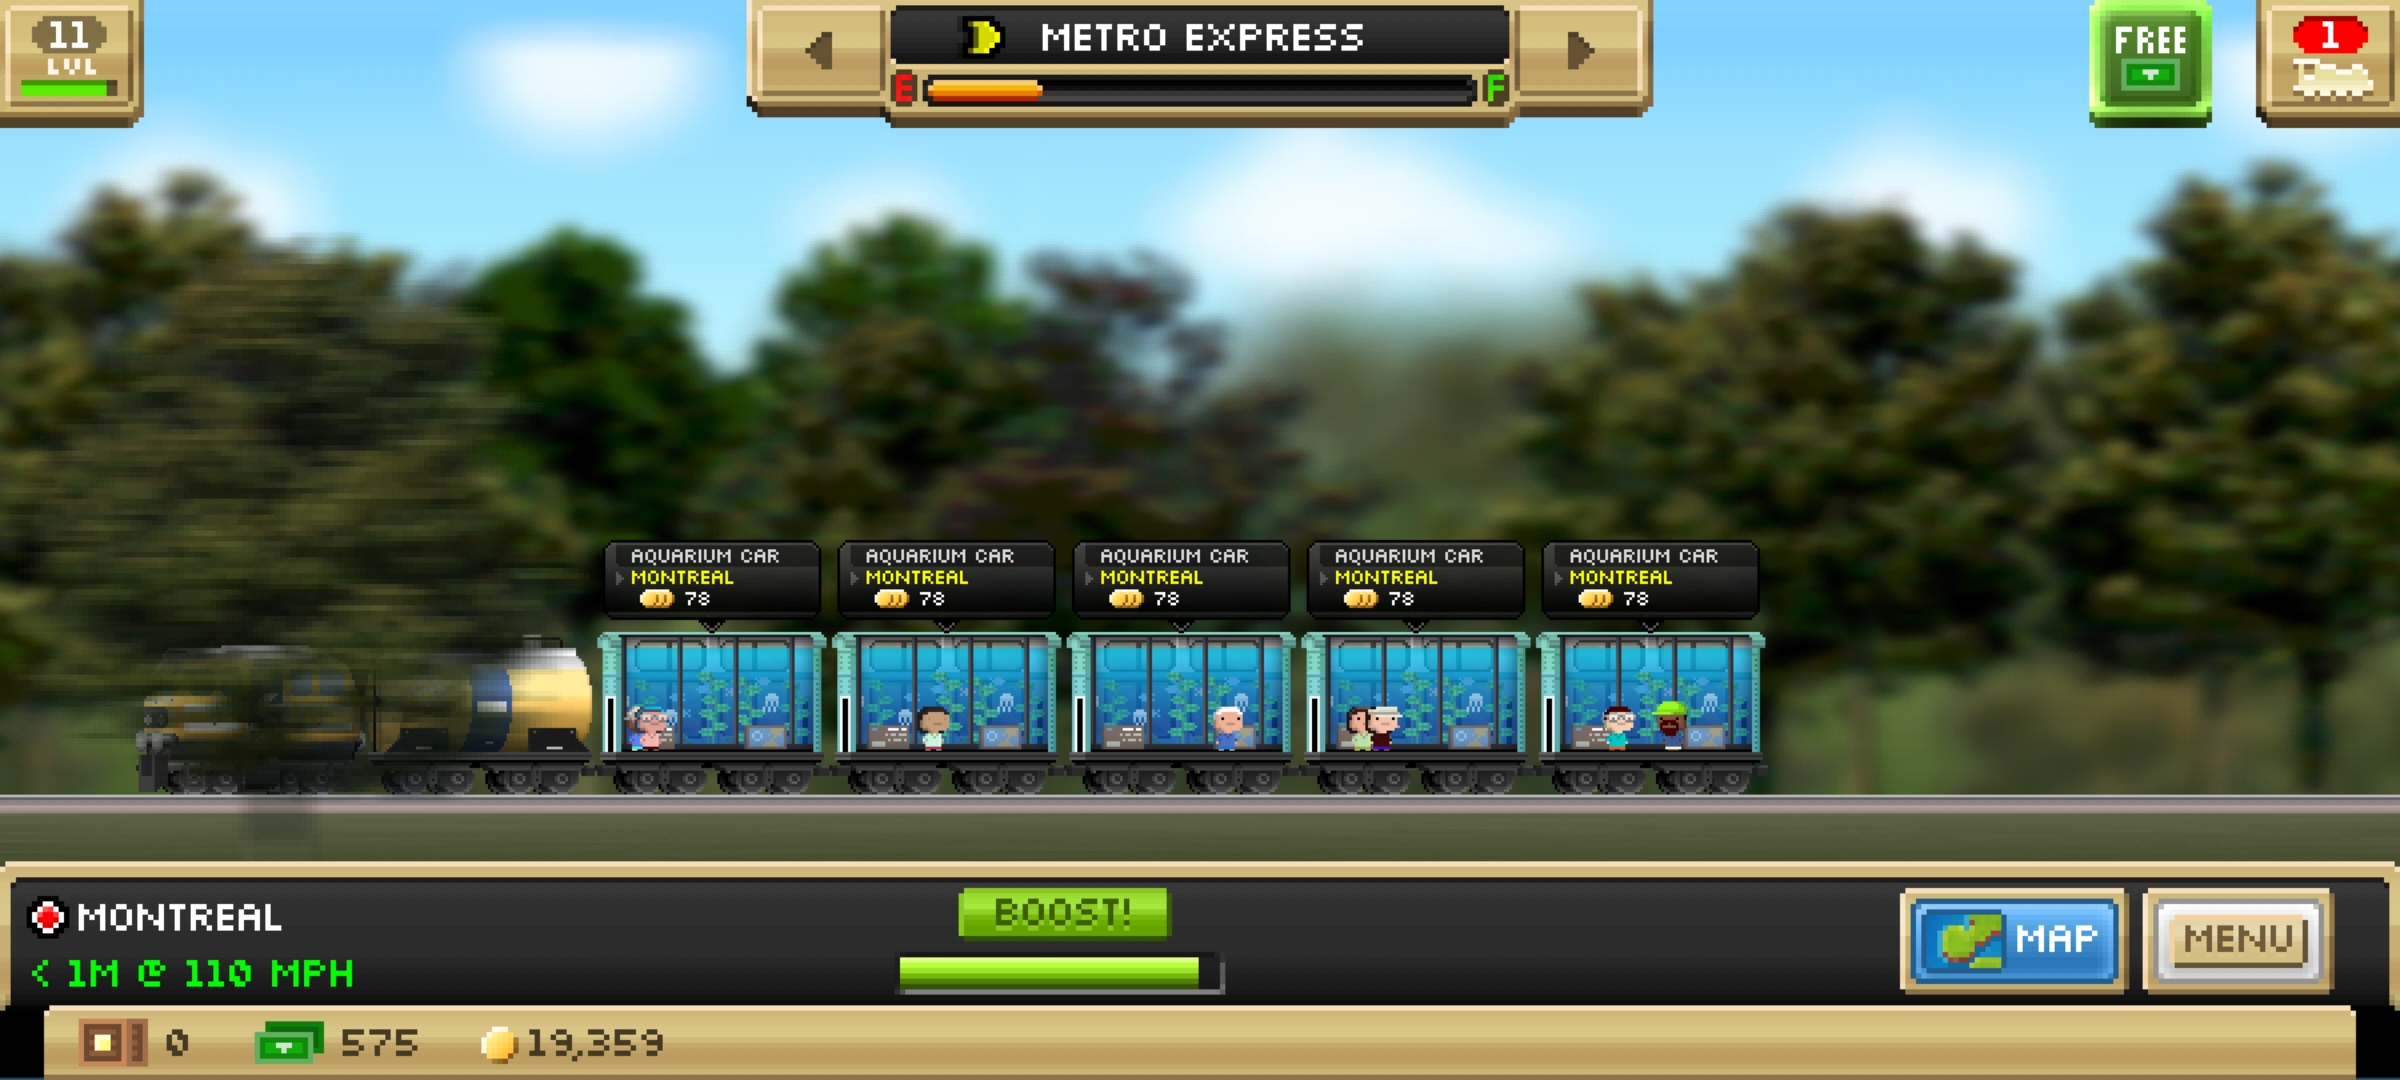 11
LVL
METRO EXPRESS
E
F
FREE
1
AQUARIUM CAR
MONTREAL
78
AQUARIUM CAR
MONTREAL
78
AQUARIUM CAR
MONTREAL
78
AQUARIUM CAR
MONTREAL
78
AQUARIUM CAR
MONTREAL
78
MONTREAL
< 1M @ 110 MPH
BOOST!
MAP
MENU
0
575
19,359